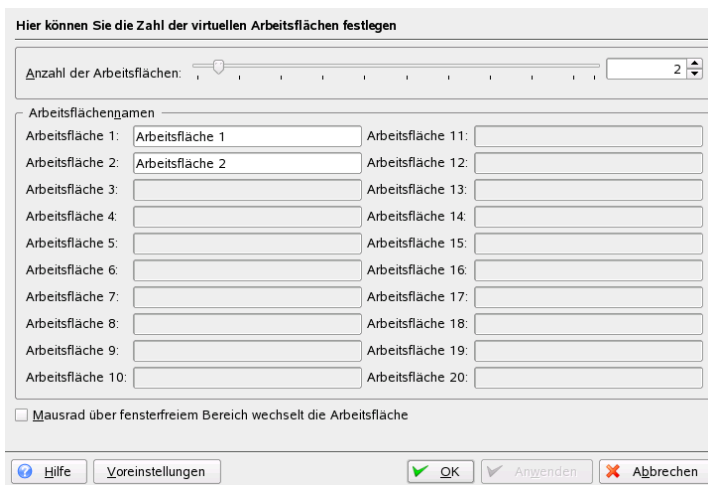 Hier können Sie die Zahl der virtuellen Arbeitsflächen festlegen
Anzahl der Arbeitsflächen: 2
Arbeitsflächennamen
Arbeitsfläche 1: Arbeitsfläche 1 Arbeitsfläche 11:
Arbeitsfläche 2: Arbeitsfläche 2 Arbeitsfläche 12:
Arbeitsfläche 3: Arbeitsfläche 13:
Arbeitsfläche 4: Arbeitsfläche 14:
Arbeitsfläche 5: Arbeitsfläche 15:
Arbeitsfläche 6: Arbeitsfläche 16:
Arbeitsfläche 7: Arbeitsfläche 17:
Arbeitsfläche 8: Arbeitsfläche 18:
Arbeitsfläche 9: Arbeitsfläche 19:
Arbeitsfläche 10: Arbeitsfläche 20:
Mausrad über fensterfreiem Bereich wechselt die Arbeitsfläche
Hilfe Voreinstellungen OK Anwenden Abbrechen